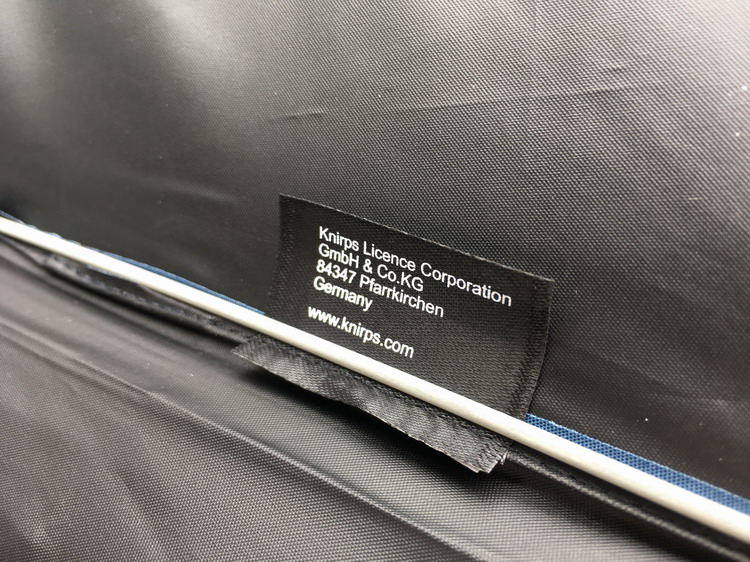 Knirps Licence Corporation
GmbH & Co.KG
84347 Pfarrkirchen
Germany
www.knirps.com